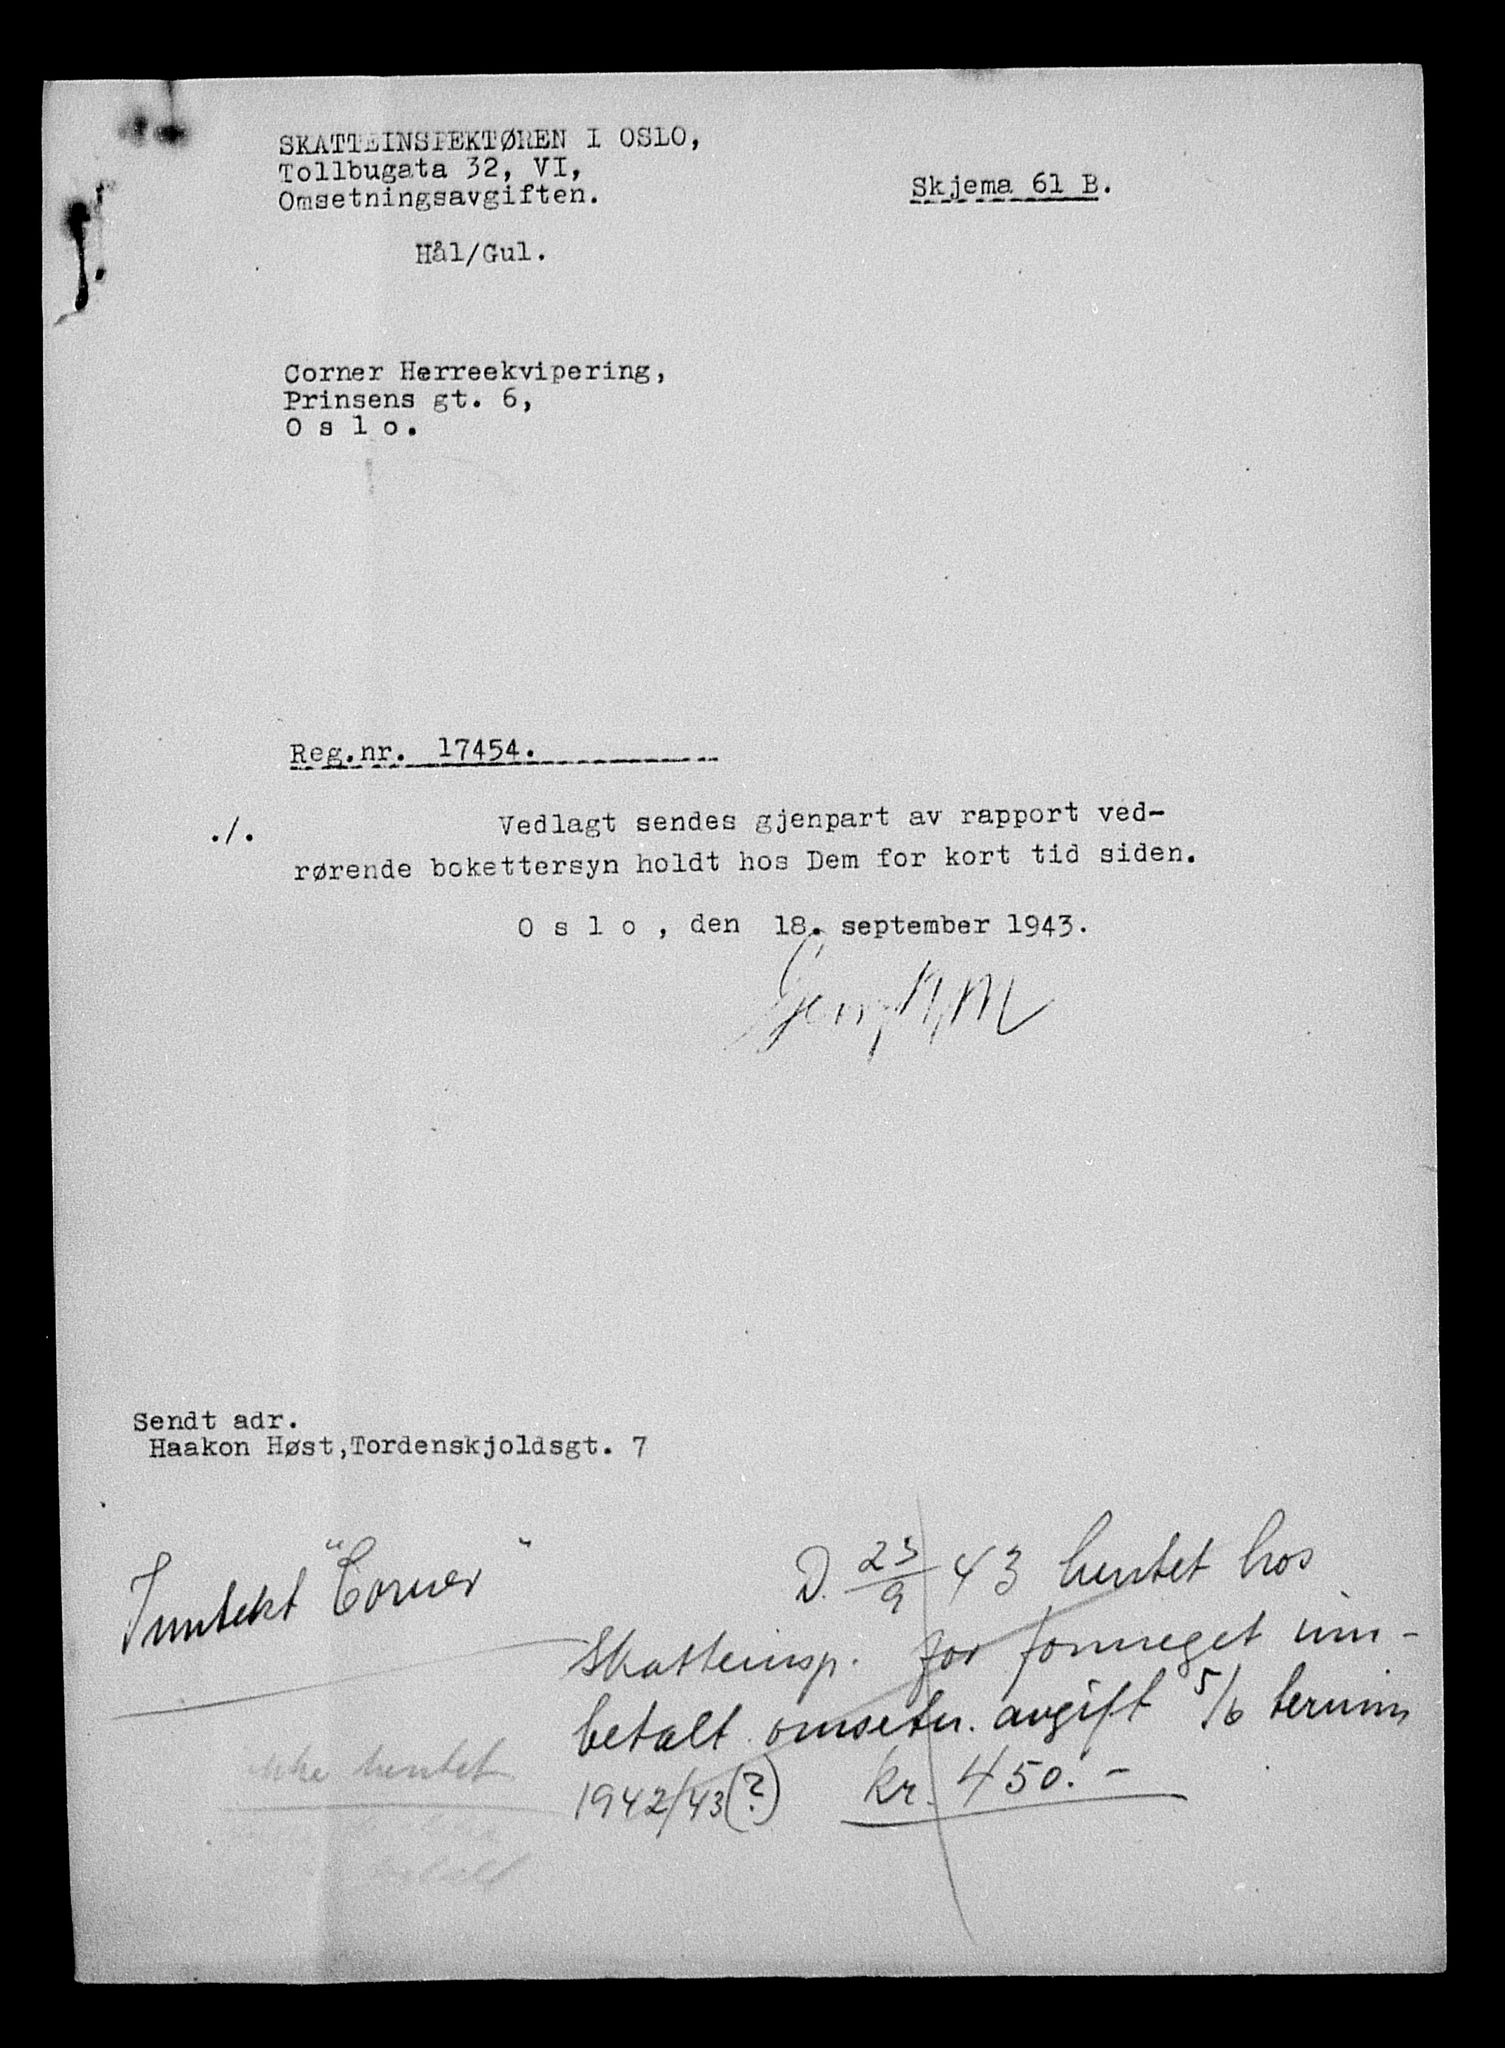 SKATTEINSPEKTØREN I OSLO,
Tollbugata 32, VI,
Omsetningsavgiften.
Skjema 61 B.
Hål/Gul.
Corner Herreekvipering,
Prinsens gt. 6,
O s l o.
Reg.nr. 17454.
./. Vedlagt sendes gjenpart av rapport ved-
rørende bokettersyn holdt hos Dem for kort tid siden.
O s l o , den 18. september 1943.
Sendt adr.
Haakon Høst,Tordenskjoldsgt. 7
Inntekt "Corner"
D. 23/9 43 hentet hos
Skatteinsp. for formeget inn-
betalt omsetn. avgift 5/6 termin
1942/43(?) kr. 450.-
ikke hentet